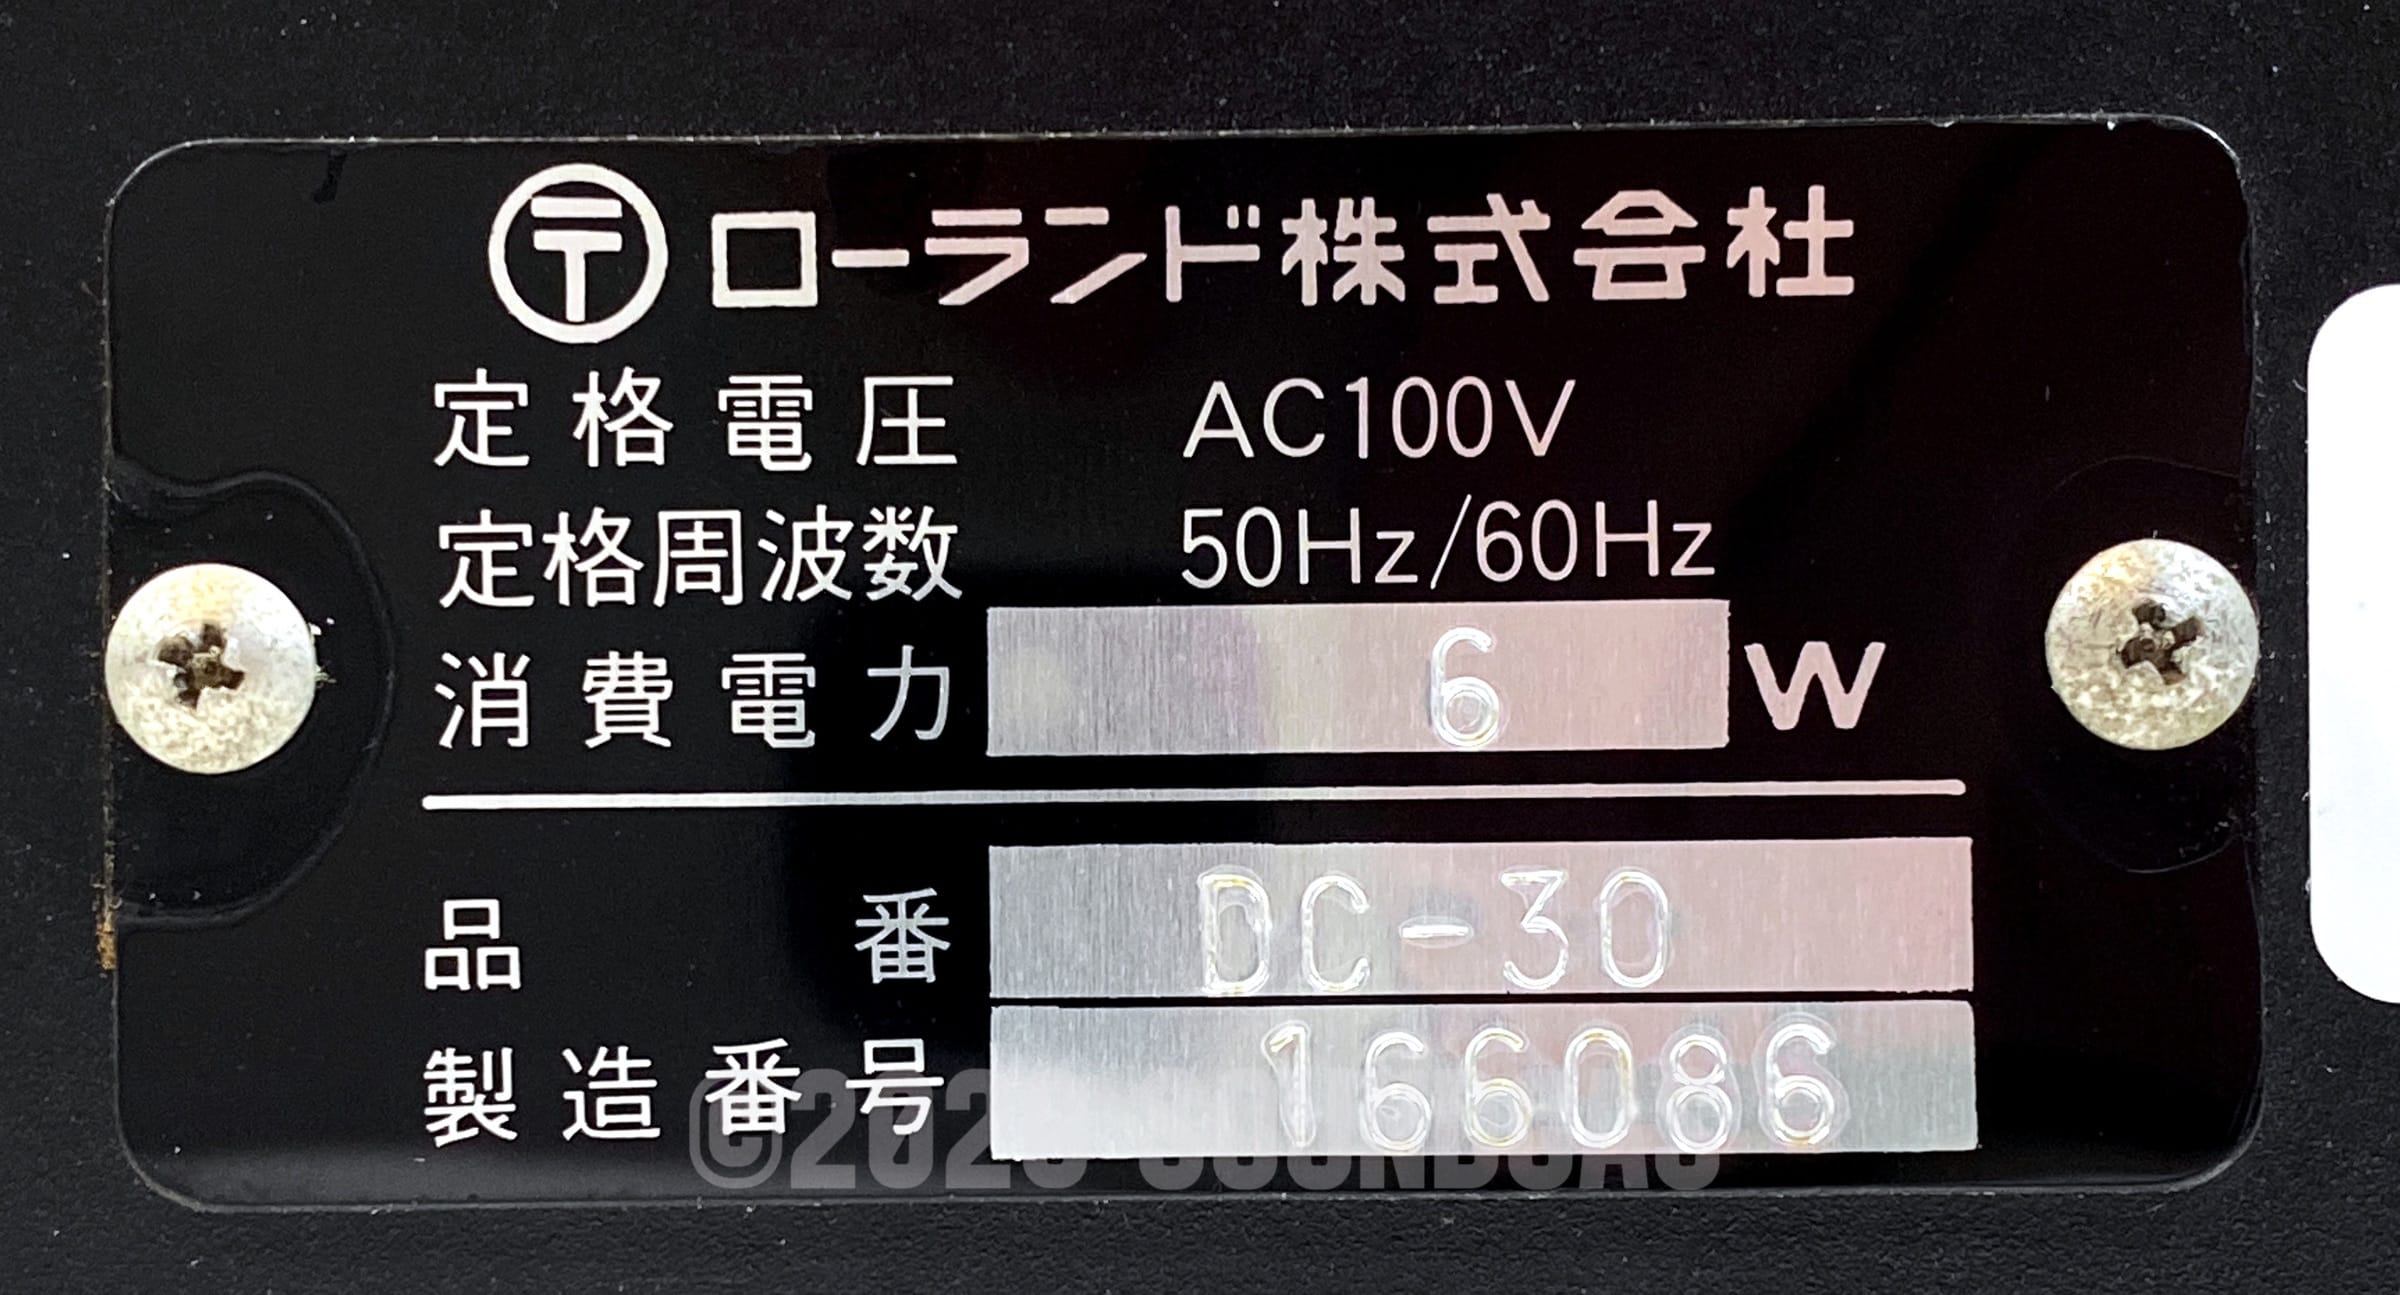 〒 ローランド株式会社
定格電圧 AC100V
定格周波数 50Hz/60Hz
消費電力 6 W
品番 DC-30
製造番号 166086